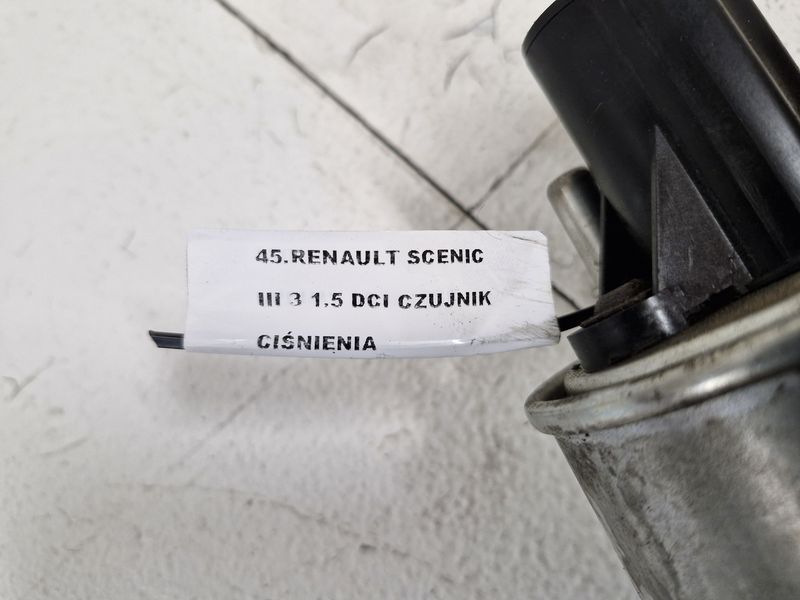 45.RENAULT SCENIC
III 3 1,5 DCI CZUJNIK
CIŚNIENIA